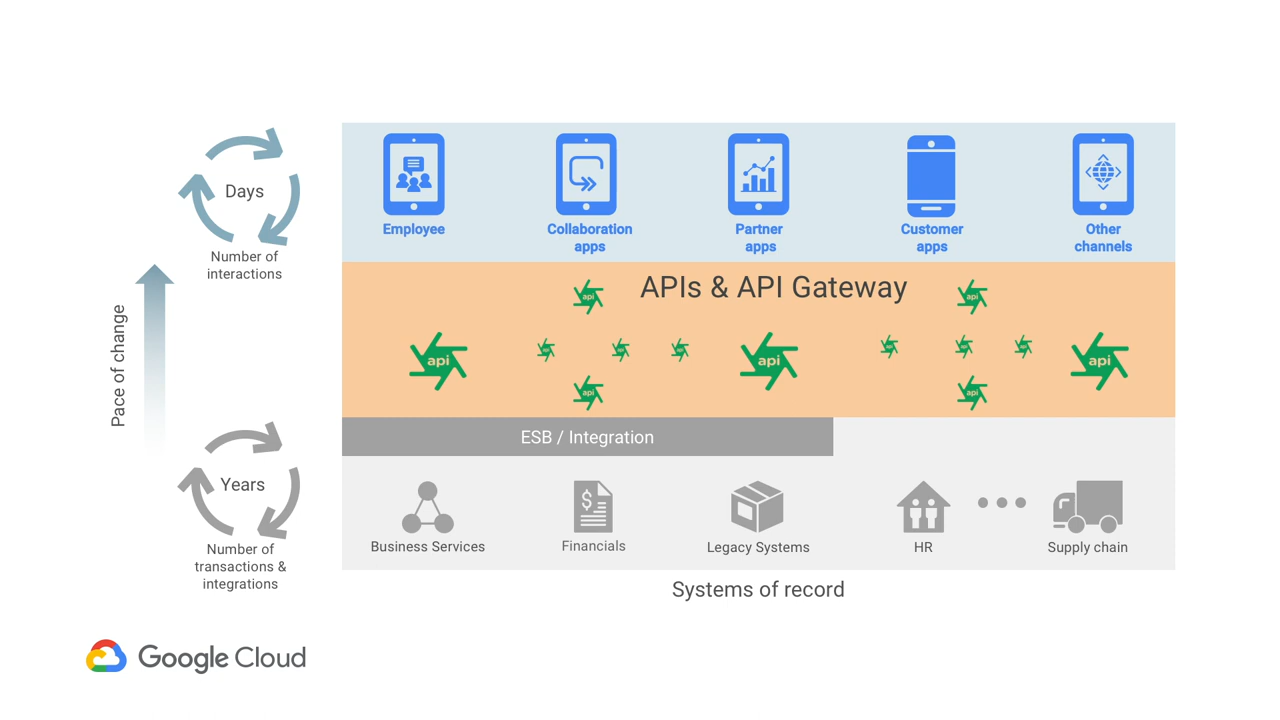 Days
Number of
interactions
Pace of change
Years
Number of
transactions &
integrations
Employee
Collaboration
apps
Partner
apps
Customer
apps
Other
channels
APIs & API Gateway
api
api
api
api
api
api
api
ESB / Integration
$
Business Services
Financials
Legacy Systems
HR
Supply chain
Systems of record
Google Cloud